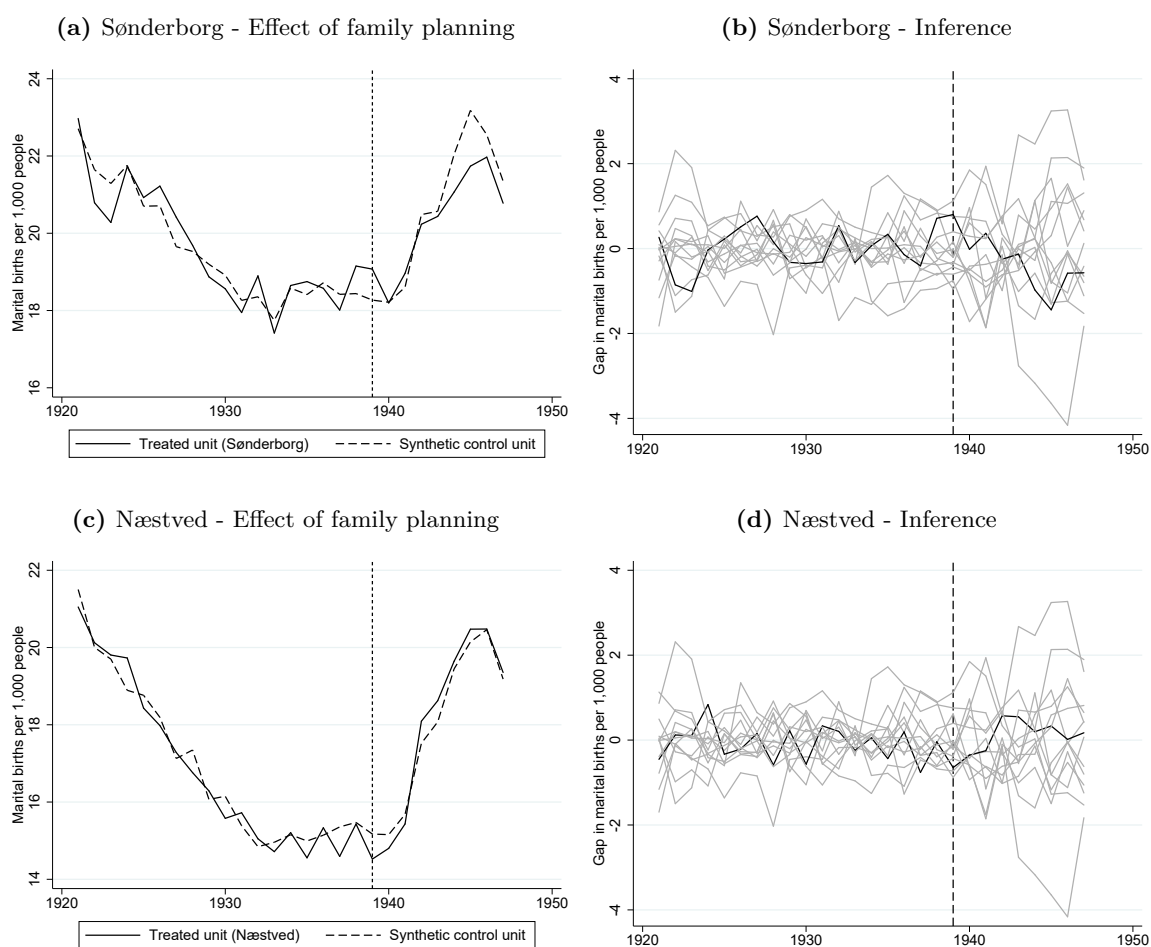 (a) Sønderborg - Effect of family planning
Marital births per 1,000 people
24
22
20
18
16
1920 1930 1940 1950
Treated unit (Sønderborg) Synthetic control unit
(b) Sønderborg - Inference
Gap in marital births per 1,000 people
4
2
0
-2
-4
1920 1930 1940 1950
(c) Næstved - Effect of family planning
Marital births per 1,000 people
22
20
18
16
14
1920 1930 1940 1950
Treated unit (Næstved) Synthetic control unit
(d) Næstved - Inference
Gap in marital births per 1,000 people
4
2
0
-2
-4
1920 1930 1940 1950